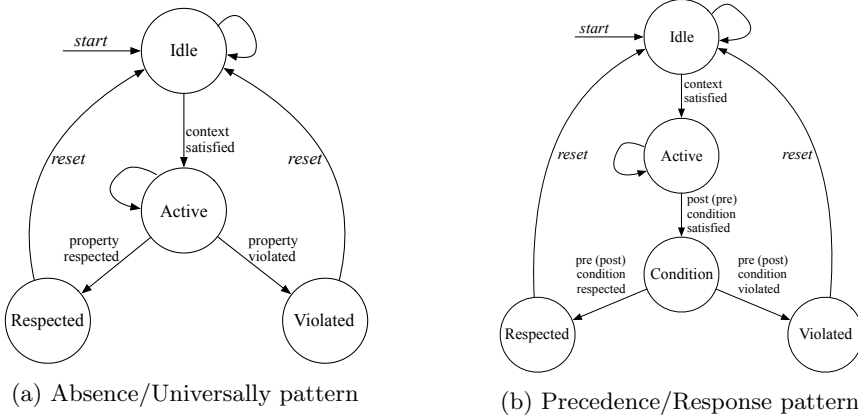 start
Idle
context
satisfied
reset
reset
Active
property
respected
property
violated
Respected
Violated
(a) Absence/Universally pattern
start
Idle
context
satisfied
Active
reset
reset
post (pre)
condition
satisfied
pre (post)
condition
respected
Condition
pre (post)
condition
violated
Respected
Violated
(b) Precedence/Response pattern